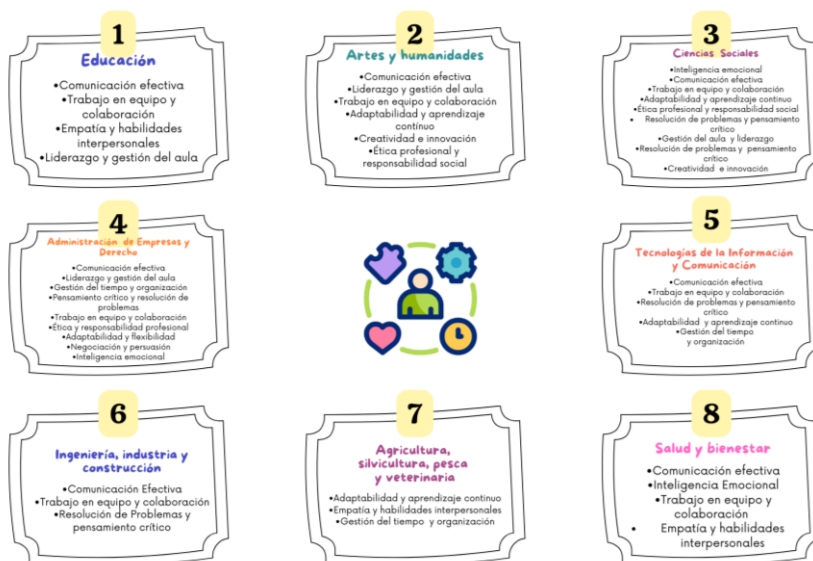 1
Educación
•Comunicación efectiva
•Trabajo en equipo y
colaboración
•Empatía y habilidades
interpersonales
•Liderazgo y gestión del aula
2
Artes y humanidades
•Comunicación efectiva
•Liderazgo y gestión del aula
•Trabajo en equipo y colaboración
•Adaptabilidad y aprendizaje
contínuo
•Creatividad e innovación
•Ética profesional y
responsabilidad social
3
Ciencias Sociales
•Inteligencia emocional
•Comunicación efectiva
•Trabajo en equipo y colaboración
•Adaptabilidad y aprendizaje continuo
•Ética profesional y responsabilidad social
• Resolución de problemas y pensamiento
crítico
•Gestión del aula y liderazgo
•Resolución de problemas y pensamiento
crítico
•Creatividad e innovación
4
Administración de Empresas y
Derecho
•Comunicación efectiva
•Liderazgo y gestión del aula
•Gestión del tiempo y organización
•Pensamiento crítico y resolución de
problemas
•Trabajo en equipo y colaboración
•Ética y responsabilidad profesional
•Adaptabilidad y flexibilidad
•Negociación y persuasión
•Inteligencia emocional
5
Tecnologías de la Información
y Comunicación
•Comunicación efectiva
•Trabajo en equipo y colaboración
•Resolución de problemas y pensamiento
crítico
•Adaptabilidad y aprendizaje continuo
•Gestión del tiempo
y organización
6
Ingeniería, industria y
construcción
•Comunicación Efectiva
•Trabajo en equipo y colaboración
•Resolución de Problemas y
pensamiento crítico
7
Agricultura,
silvicultura, pesca
y veterinaria
•Adaptabilidad y aprendizaje continuo
•Empatía y habilidades interpersonales
•Gestión del tiempo y organización
8
Salud y bienestar
•Comunicación efectiva
•Inteligencia Emocional
•Trabajo en equipo y
colaboración
• Empatía y habilidades
interpersonales